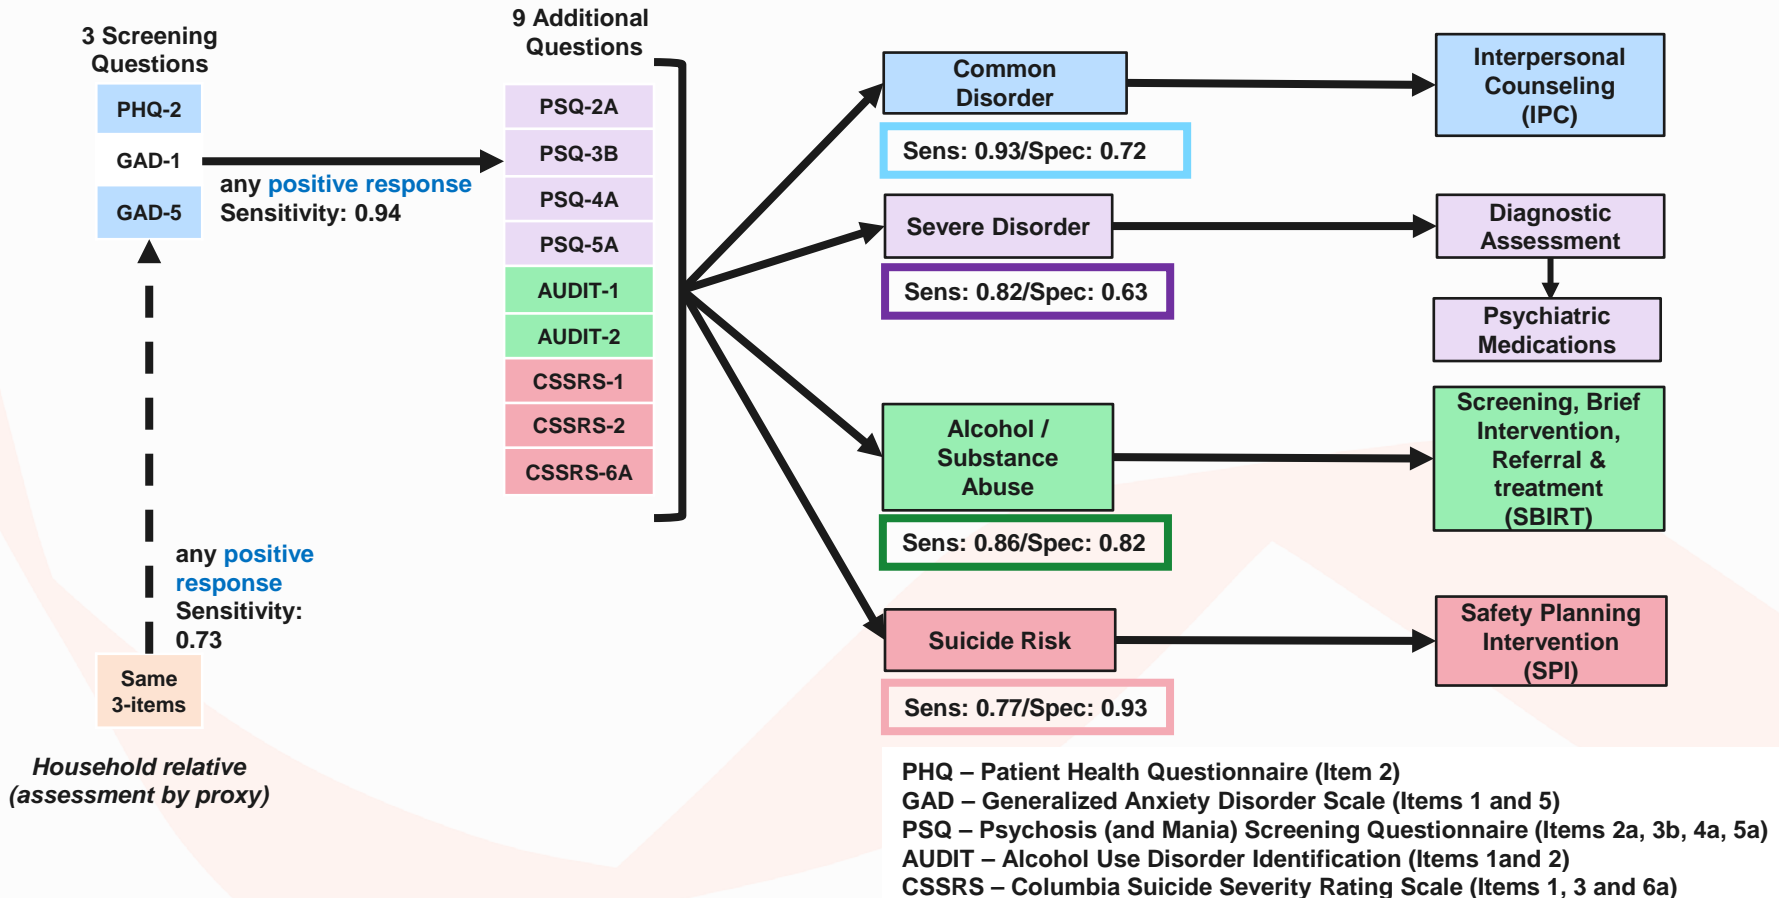 3 Screening
Questions
PHQ-2
GAD-1
GAD-5
any positive response
Sensitivity: 0.94
any positive
response
Sensitivity:
0.73
Same
3-items
Household relative
(assessment by proxy)
9 Additional
Questions
PSQ-2A
PSQ-3B
PSQ-4A
PSQ-5A
AUDIT-1
AUDIT-2
CSSRS-1
CSSRS-2
CSSRS-6A
Common
Disorder
Sens: 0.93/Spec: 0.72
Interpersonal
Counseling
(IPC)
Severe Disorder
Sens: 0.82/Spec: 0.63
Diagnostic
Assessment
Psychiatric
Medications
Alcohol /
Substance
Abuse
Sens: 0.86/Spec: 0.82
Screening, Brief
Intervention,
Referral &
treatment
(SBIRT)
Suicide Risk
Sens: 0.77/Spec: 0.93
Safety Planning
Intervention
(SPI)
PHQ – Patient Health Questionnaire (Item 2)
GAD – Generalized Anxiety Disorder Scale (Items 1 and 5)
PSQ – Psychosis (and Mania) Screening Questionnaire (Items 2a, 3b, 4a, 5a)
AUDIT – Alcohol Use Disorder Identification (Items 1and 2)
CSSRS – Columbia Suicide Severity Rating Scale (Items 1, 3 and 6a)